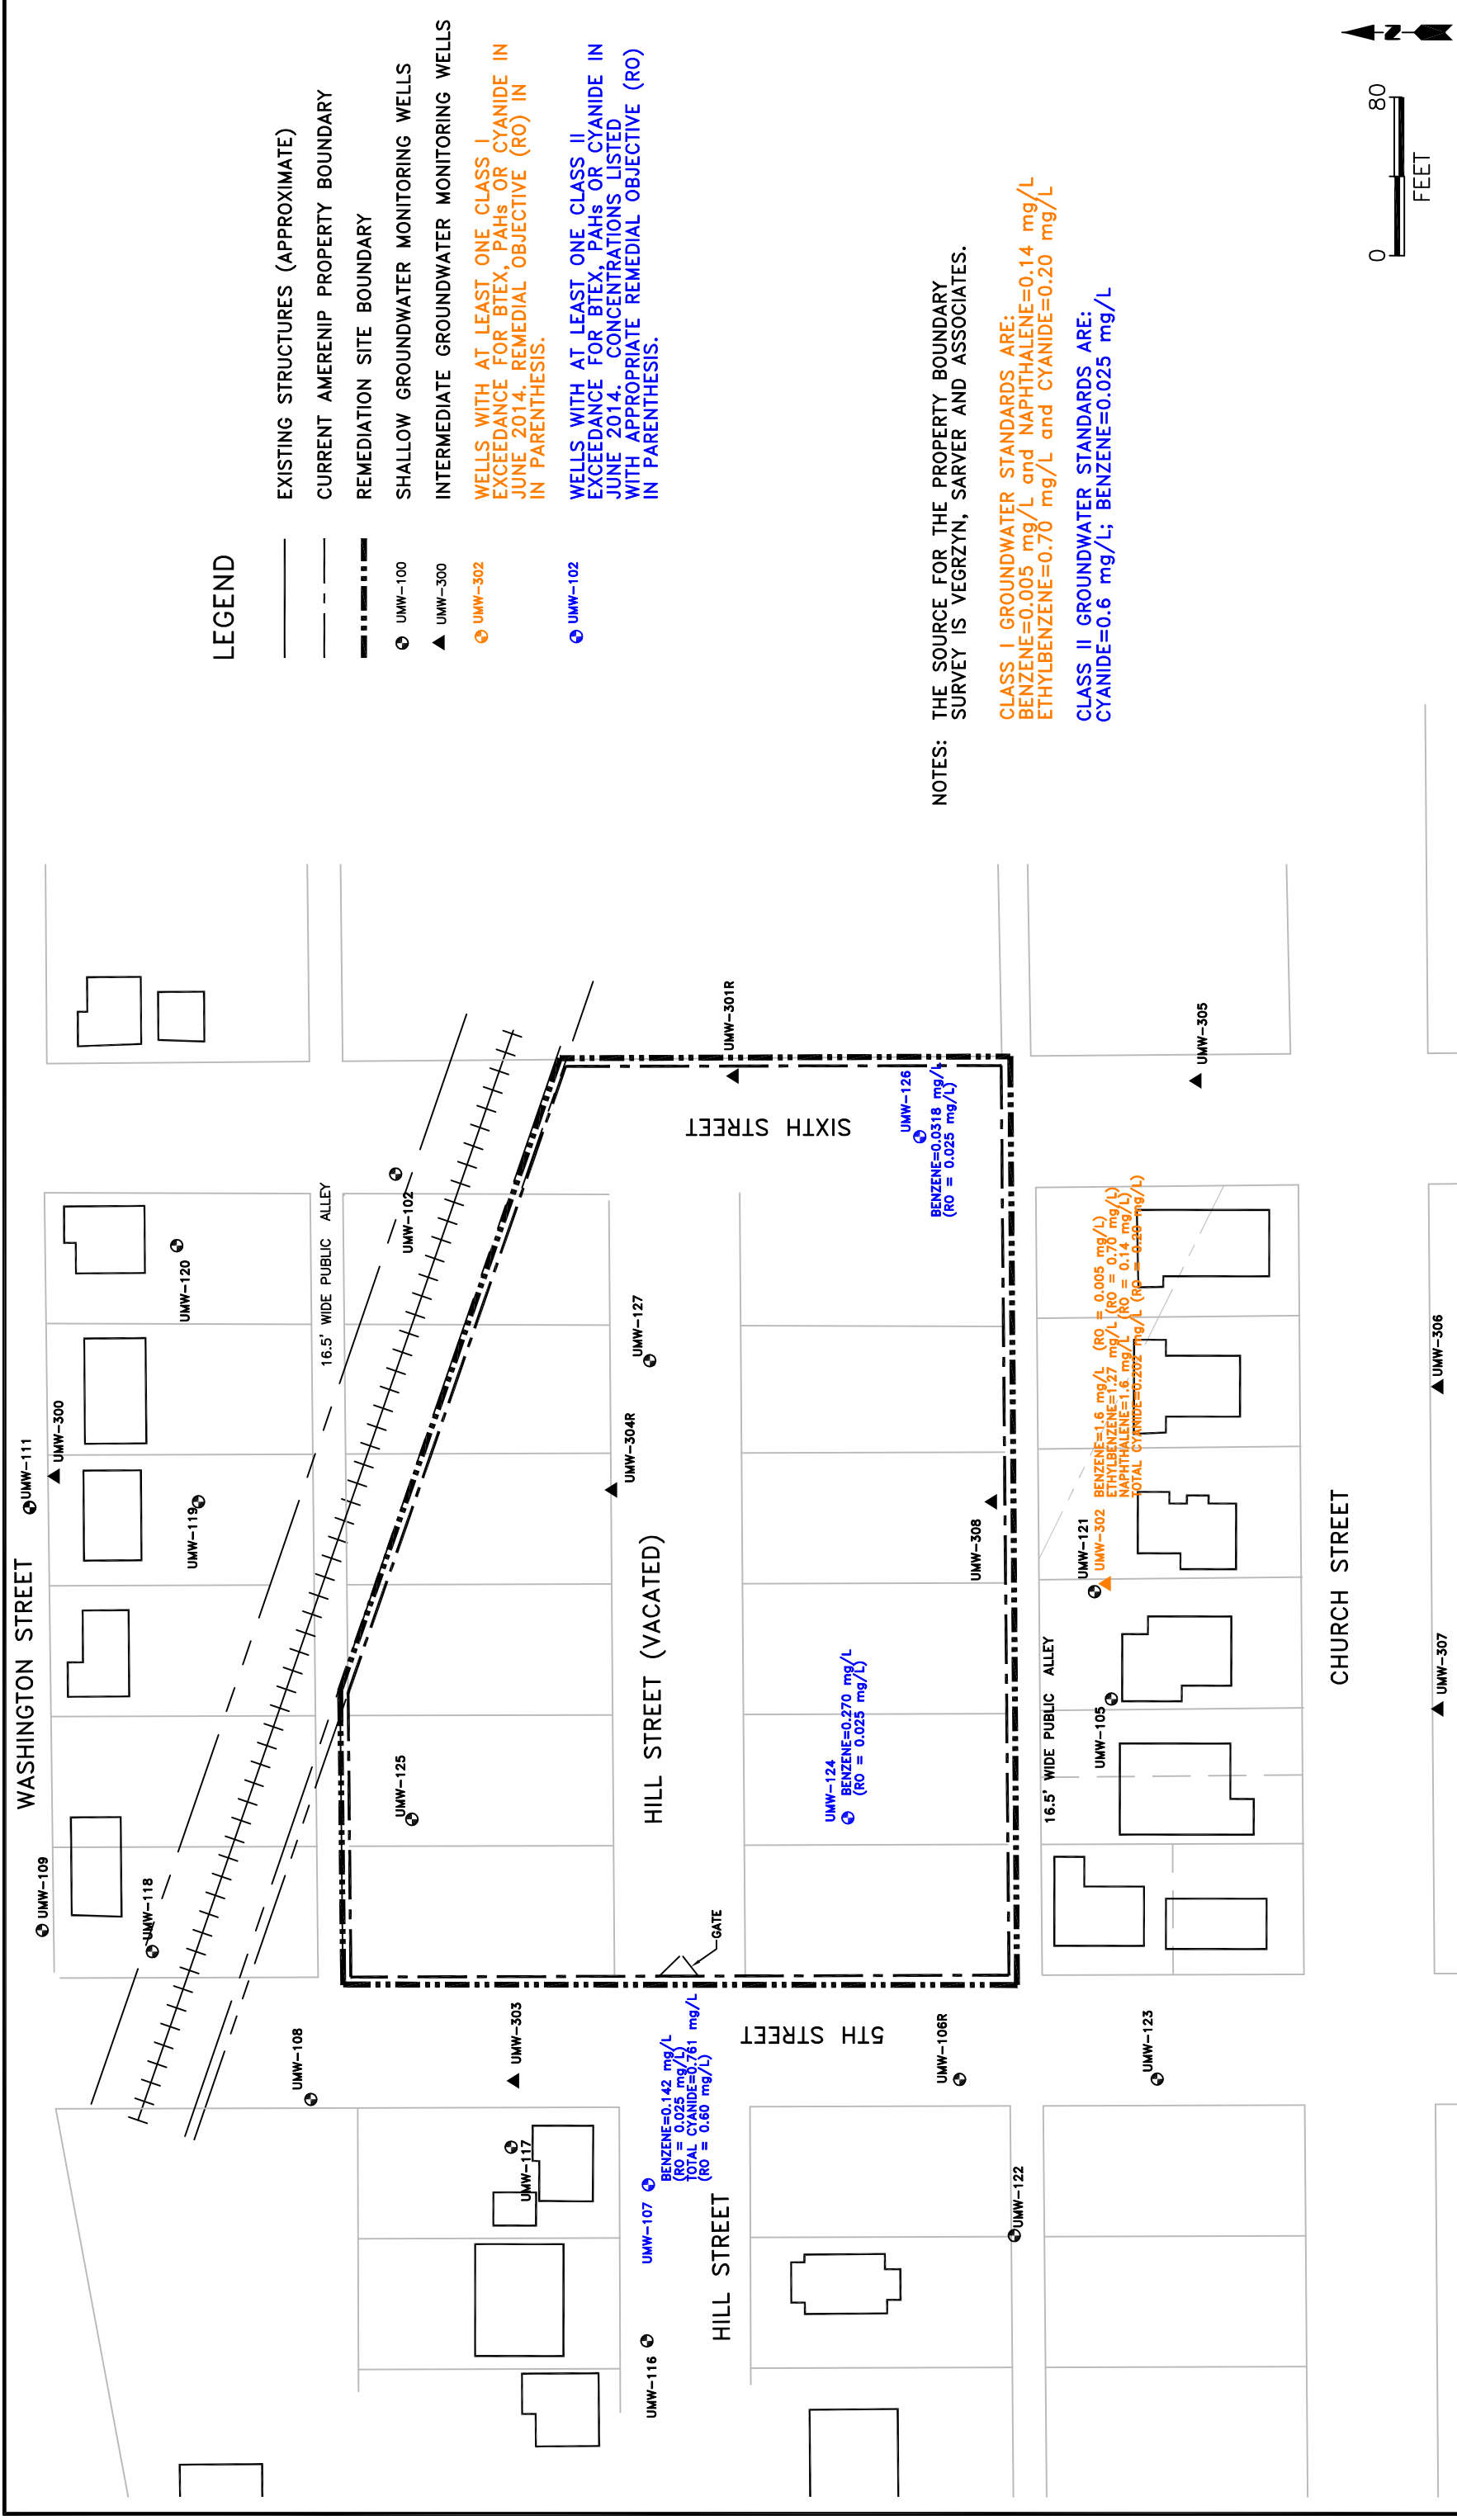 WASHINGTON STREET
UMW-109
UMW-111
UMW-300
UMW-118
UMW-119
UMW-120
16.5' WIDE PUBLIC ALLEY
UMW-102
UMW-108
UMW-303
UMW-117
UMW-125
UMW-304R
UMW-127
UMW-301R
HILL STREET (VACATED)
GATE
UMW-116
UMW-107
BENZENE=0.142 mg/L
(RO = 0.025 mg/L)
TOTAL CYANIDE=0.761 mg/L
(RO = 0.60 mg/L)
HILL STREET
5TH STREET
SIXTH STREET
UMW-124
BENZENE=0.270 mg/L
(RO = 0.025 mg/L)
UMW-126
BENZENE=0.0318 mg/L
(RO = 0.025 mg/L)
UMW-106R
UMW-308
UMW-122
UMW-123
16.5' WIDE PUBLIC ALLEY
UMW-105
UMW-121
UMW-302
BENZENE=1.6 mg/L (RO = 0.005 mg/L)
ETHYLBENZENE=1.27 mg/L (RO = 0.70 mg/L)
NAPHTHALENE=1.6 mg/L (RO = 0.14 mg/L)
TOTAL CYANIDE=0.202 mg/L (RO = 0.20 mg/L)
UMW-305
CHURCH STREET
UMW-307
UMW-306
LEGEND
EXISTING STRUCTURES (APPROXIMATE)
CURRENT AMERENIP PROPERTY BOUNDARY
REMEDIATION SITE BOUNDARY
UMW-100 SHALLOW GROUNDWATER MONITORING WELLS
UMW-300 INTERMEDIATE GROUNDWATER MONITORING WELLS
UMW-302 WELLS WITH AT LEAST ONE CLASS I
EXCEEDANCE FOR BTEX, PAHs OR CYANIDE IN
JUNE 2014. REMEDIAL OBJECTIVE (RO) IN
IN PARENTHESIS.
UMW-102 WELLS WITH AT LEAST ONE CLASS II
EXCEEDANCE FOR BTEX, PAHs OR CYANIDE IN
JUNE 2014. CONCENTRATIONS LISTED
WITH APPROPRIATE REMEDIAL OBJECTIVE (RO)
IN PARENTHESIS.
NOTES: THE SOURCE FOR THE PROPERTY BOUNDARY
SURVEY IS VEGRZYN, SARVER AND ASSOCIATES.
CLASS I GROUNDWATER STANDARDS ARE:
BENZENE=0.005 mg/L and NAPHTHALENE=0.14 mg/L
ETHYLBENZENE=0.70 mg/L and CYANIDE=0.20 mg/L
CLASS II GROUNDWATER STANDARDS ARE:
CYANIDE=0.6 mg/L; BENZENE=0.025 mg/L
0 80
FEET
N